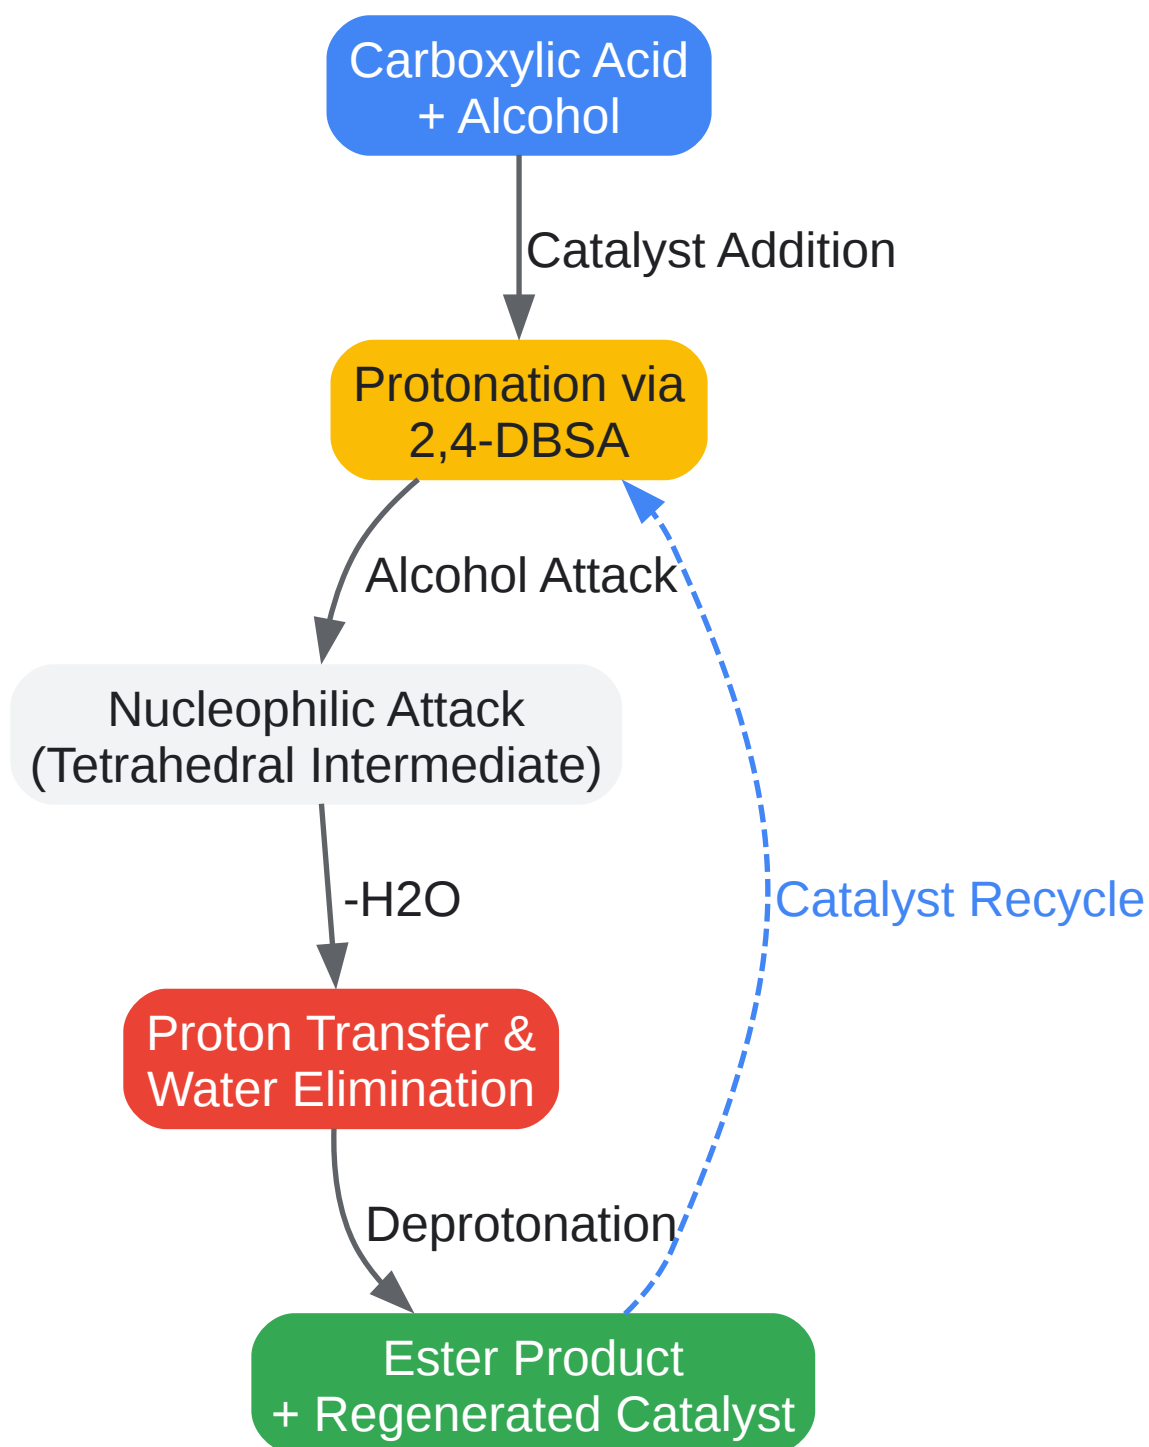 Carboxylic Acid
+ Alcohol
Catalyst Addition
Protonation via
2,4-DBSA
Alcohol Attack
Nucleophilic Attack
(Tetrahedral Intermediate)
-H2O
Catalyst Recycle
Proton Transfer &
Water Elimination
Deprotonation
Ester Product
+ Regenerated Catalyst